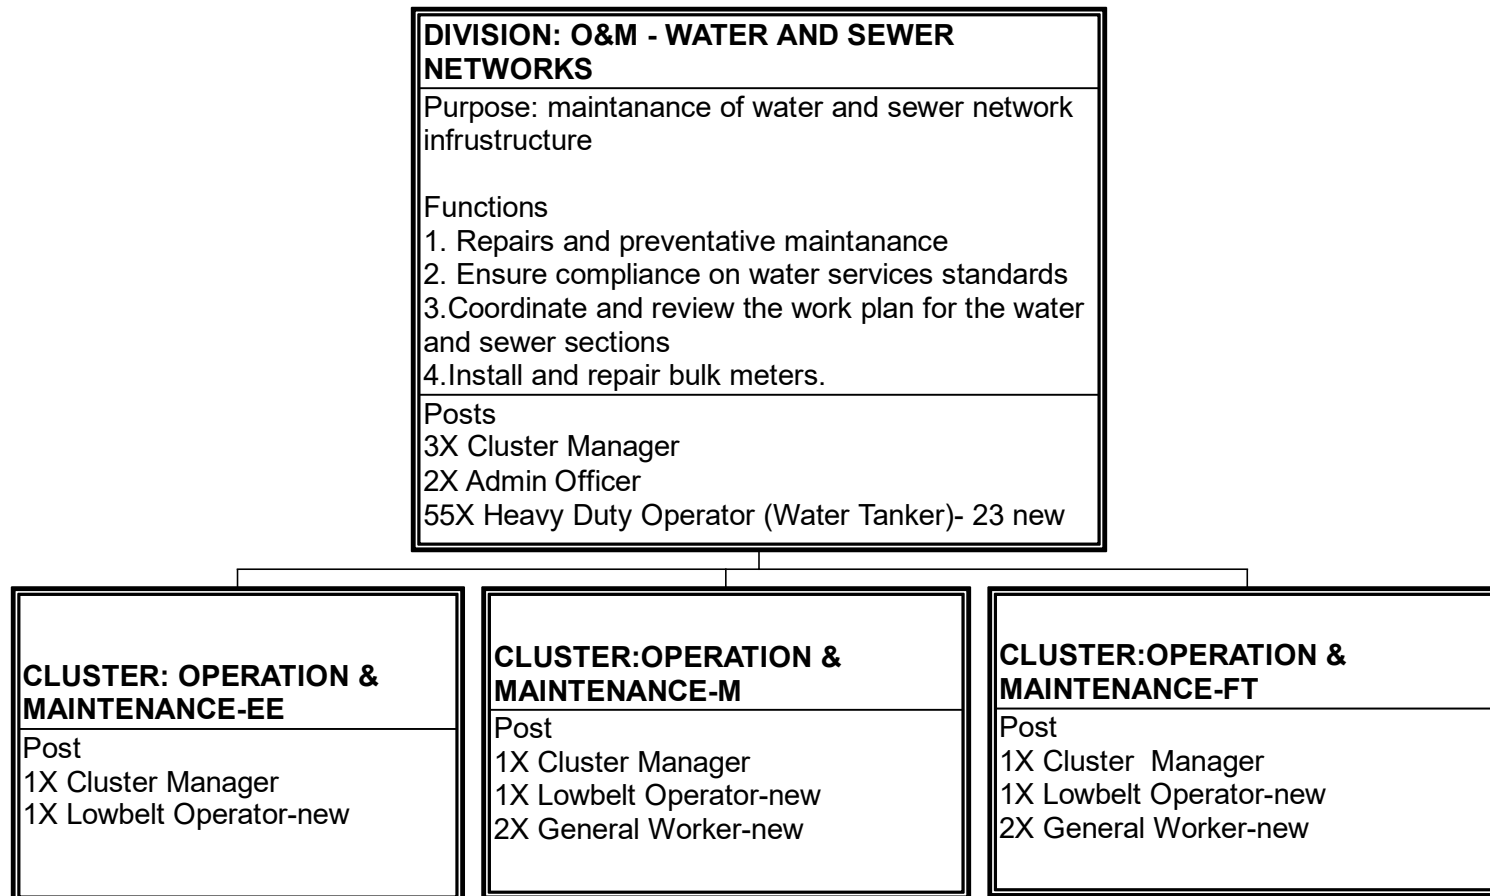 DIVISION: O&M - WATER AND SEWER
NETWORKS
Purpose: maintanance of water and sewer network
infrustructure
Functions
1. Repairs and preventative maintanance
2. Ensure compliance on water services standards
3.Coordinate and review the work plan for the water
and sewer sections
4.Install and repair bulk meters.
Posts
3X Cluster Manager
2X Admin Officer
55X Heavy Duty Operator (Water Tanker)- 23 new
CLUSTER: OPERATION &
MAINTENANCE-EE
Post
1X Cluster Manager
1X Lowbelt Operator-new
CLUSTER:OPERATION &
MAINTENANCE-M
Post
1X Cluster Manager
1X Lowbelt Operator-new
2X General Worker-new
CLUSTER:OPERATION &
MAINTENANCE-FT
Post
1X Cluster  Manager
1X Lowbelt Operator-new
2X General Worker-new